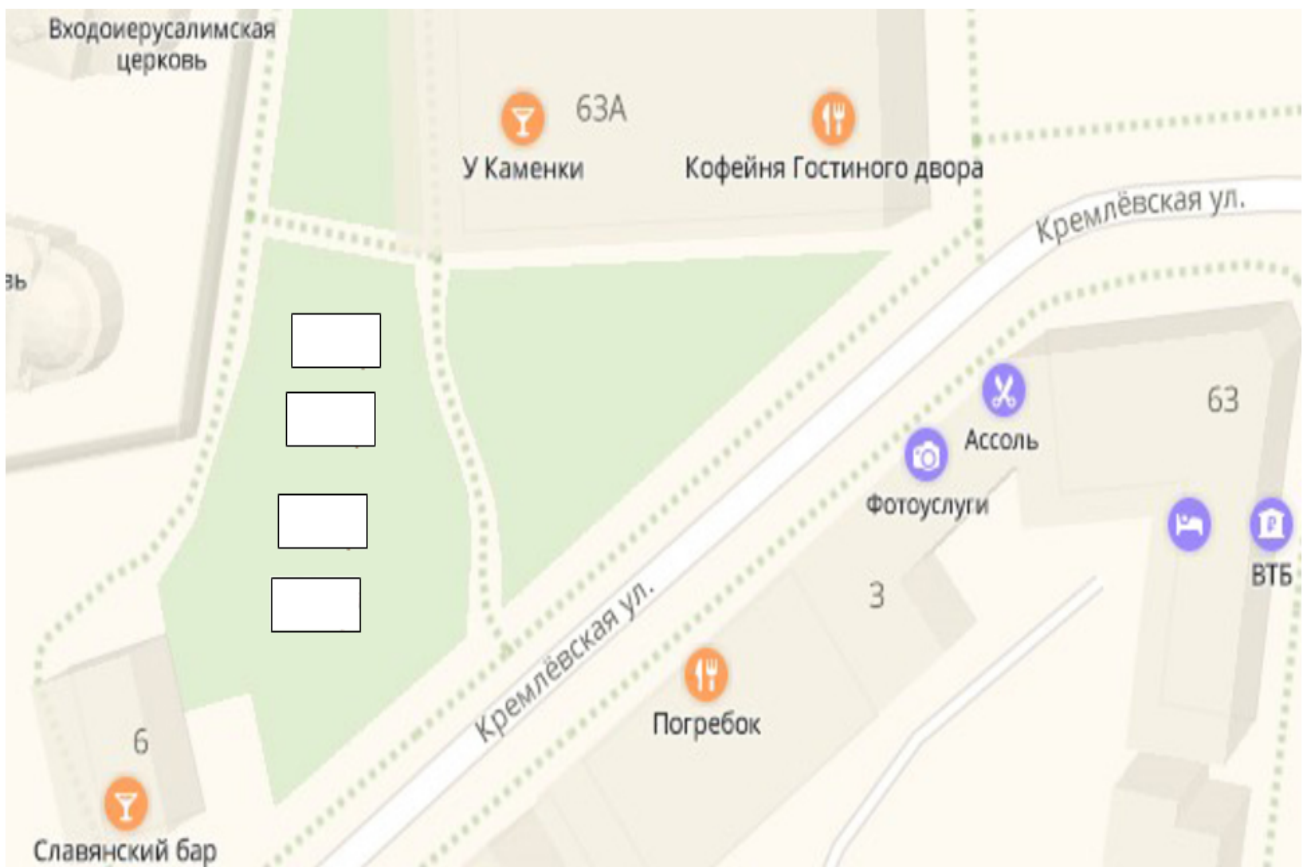 Входоиерусалимская
церковь
63А
У Каменки
Кофейня Гостиного двора
Кремлёвская ул.
вь
63
Ассоль
Фотоуслуги
ВТБ
3
Кремлёвская ул.
Погребок
6
Славянский бар